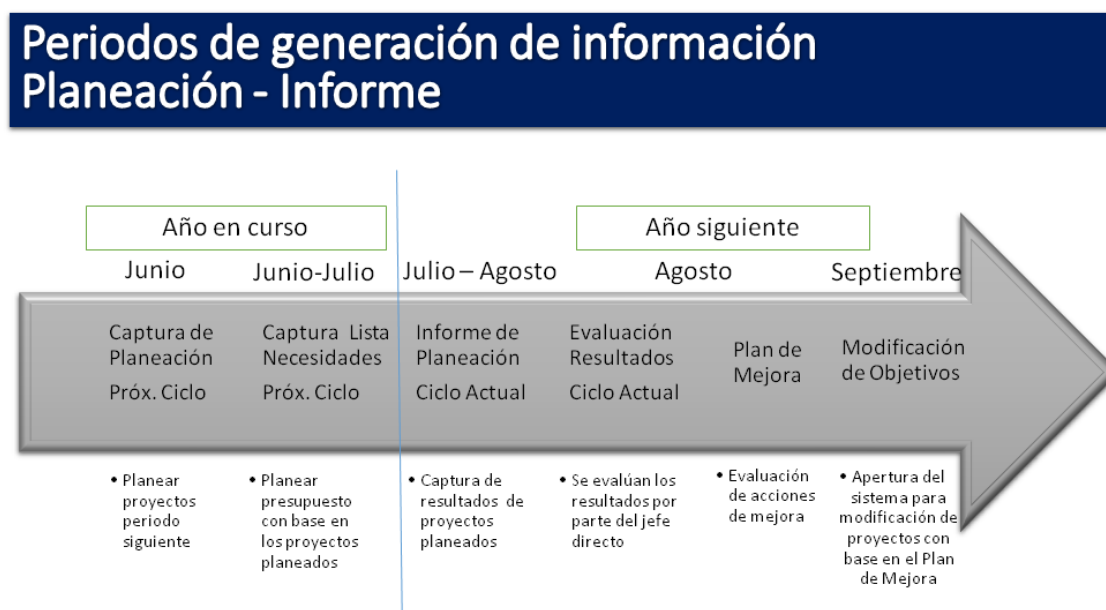 Periodos de generación de información
Planeación - Informe
Año en curso
Año siguiente
Junio
Junio-Julio
Julio – Agosto
Agosto
Septiembre
Captura de
Planeación
Próx. Ciclo
Captura Lista
Necesidades
Próx. Ciclo
Informe de
Planeación
Ciclo Actual
Evaluación
Resultados
Ciclo Actual
Plan de
Mejora
Modificación
de Objetivos
• Planear
proyectos
periodo
siguiente
• Planear
presupuesto
con base en
los proyectos
planeados
• Captura de
resultados de
proyectos
planeados
• Se evalúan los
resultados por
parte del jefe
directo
• Evaluación
de acciones
de mejora
• Apertura del
sistema para
modificación de
proyectos con
base en el Plan
de Mejora